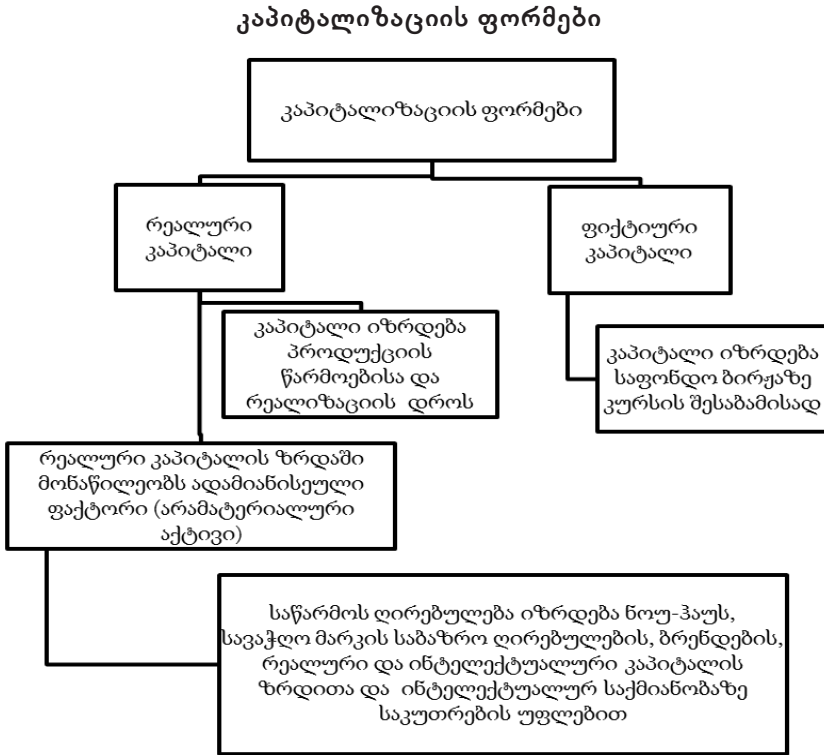 კაპიტალიზაციის ფორმები
კაპიტალიზაციის ფორმები
რეალური
კაპიტალი
ფიქტიური
კაპიტალი
კაპიტალი იზრდება
პროდუქციის
წარმოებისა და
რეალიზაციის დროს
კაპიტალი იზრდება
საფონდო ბირჟაზე
კურსის შესაბამისად
რეალური კაპიტალის ზრდაში
მონაწილეობს ადამიანისეული
ფაქტორი (არამატერიალური
აქტივი)
საწარმოს ღირებულება იზრდება ნოუ-ჰაუს,
სავაჭრო მარკის საბაზრო ღირებულების, ბრენდების,
რეალური და ინტელექტუალური კაპიტალის
ზრდითა და ინტელექტუალურ საქმიანობაზე
საკუთრების უფლებით